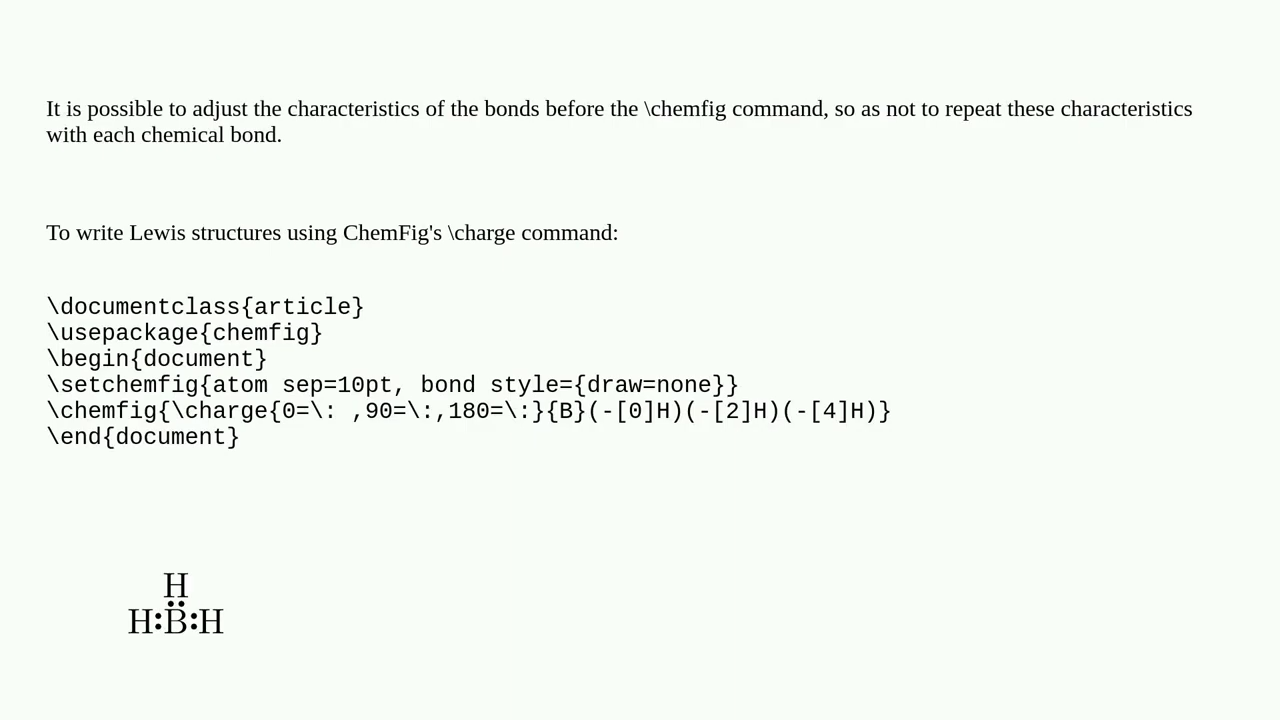 It is possible to adjust the characteristics of the bonds before the \chemfig command, so as not to repeat these characteristics
with each chemical bond.
To write Lewis structures using ChemFig's \charge command:
\documentclass{article}
\usepackage{chemfig}
\begin{document}
\setchemfig{atom sep=10pt, bond style={draw=none}}
\chemfig{\charge{0=\: ,90=\:,180=\:}{B}(-[0]H)(-[2]H)(-[4]H)}
\end{document}
H
H:B:H